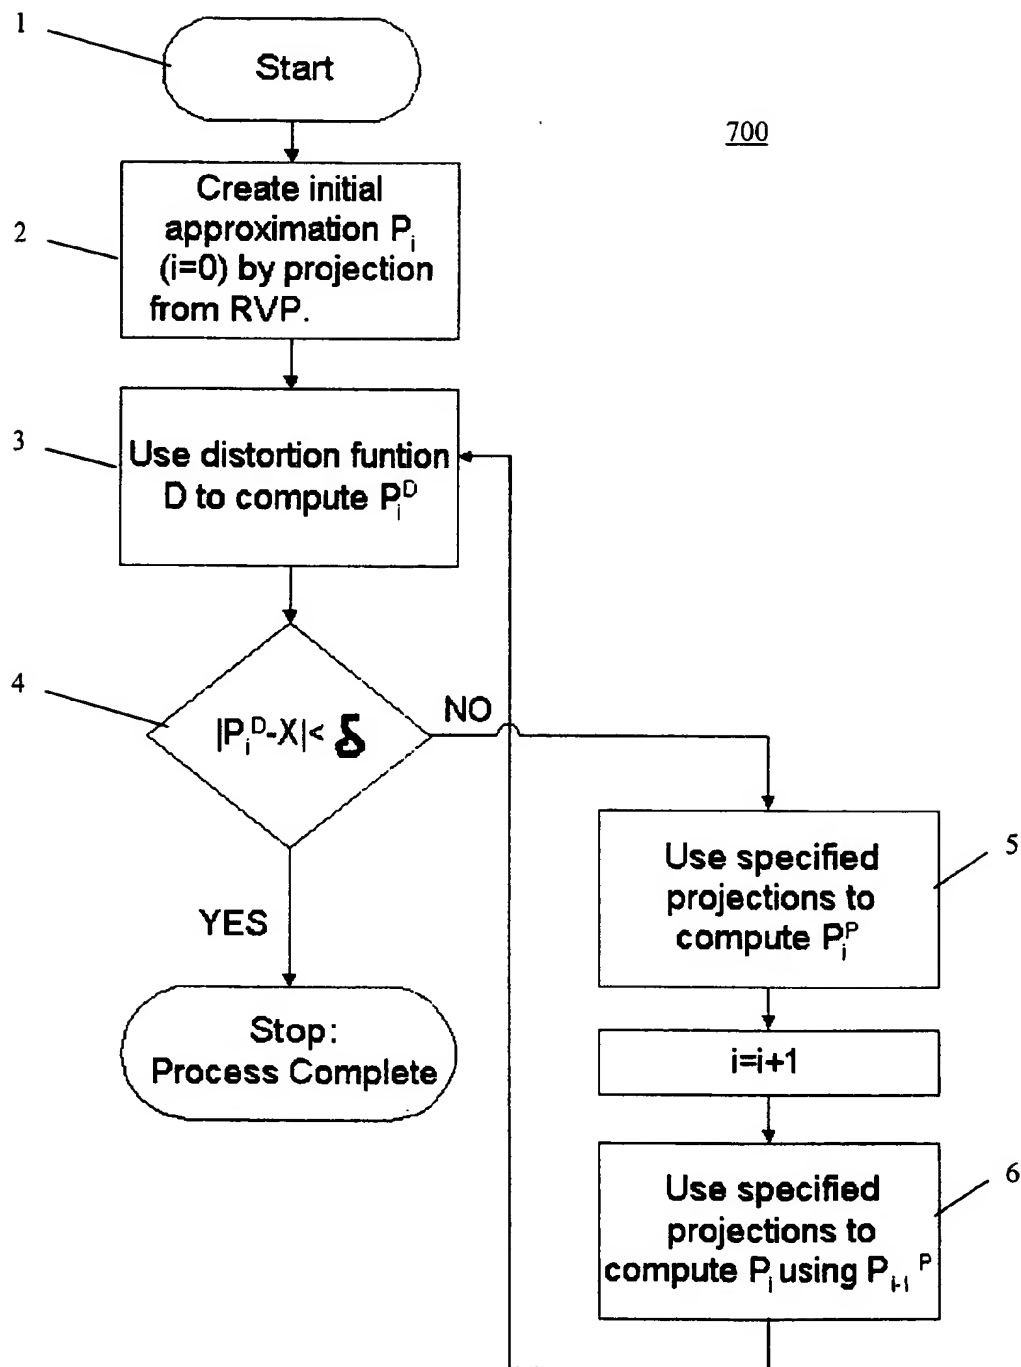 1
Start
700
2
Create initial
approximation P_i
(i=0) by projection
from RVP.
3
Use distortion funtion
D to compute P_i^D
4
|P_i^D-X|< δ
NO
YES
5
Use specified
projections to
compute P_i^P
Stop:
Process Complete
i=i+1
6
Use specified
projections to
compute P_i using P_{i-1}^P